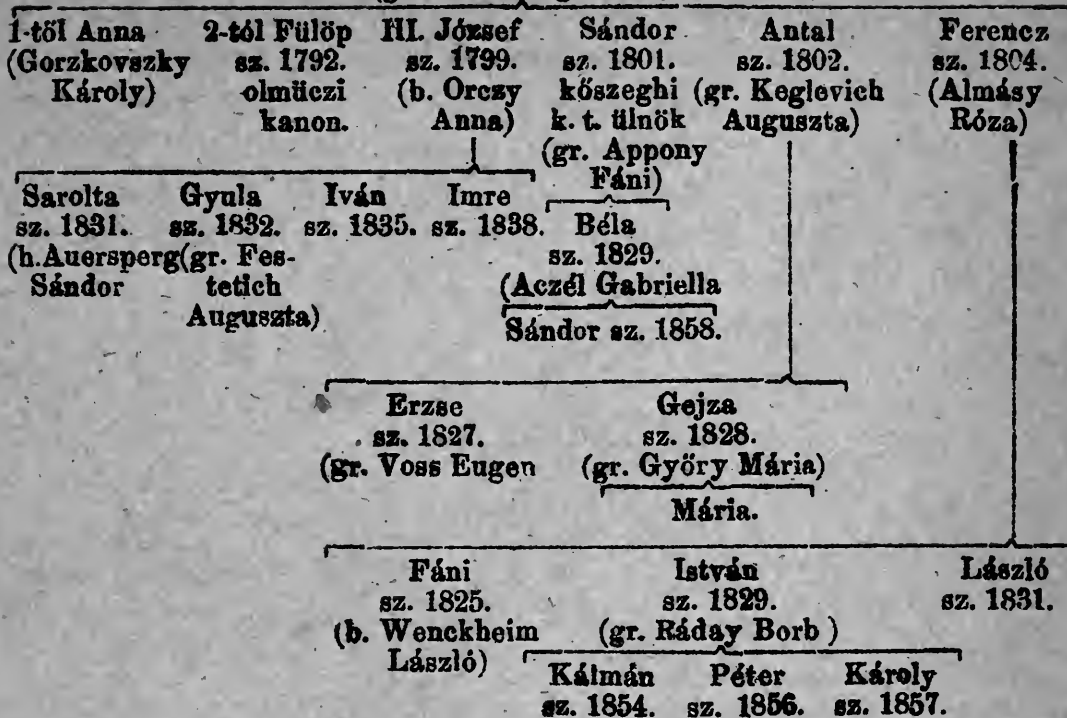 1-től Anna 2-tól Fülöp III. József Sándor Antal Ferencz
(Gorzkovszky sz. 1792. sz. 1799. sz. 1801. sz. 1802. sz. 1804.
Károly) olmüczi (b. Orczy kőszeghi (gr. Keglevich (Almásy
kanon. Anna) k. t. ülnök Auguszta) Róza)
(gr. Appony
Fáni)
Sarolta Gyula Iván Imre
sz. 1831. sz. 1832. sz. 1835. sz. 1838. Béla
(h. Auersperg (gr. Fes- sz. 1829.
Sándor tetich (Aczél Gabriella
Auguszta)
Sándor sz. 1858.
Erzse Gejza
sz. 1827. sz. 1828.
(gr. Voss Eugen (gr. Győry Mária)
Mária.
Fáni István László
sz. 1825. sz. 1829. sz. 1831.
(b. Wenckheim (gr. Ráday Borb )
László)
Kálmán Péter Károly
sz. 1854. sz. 1856. sz. 1857.